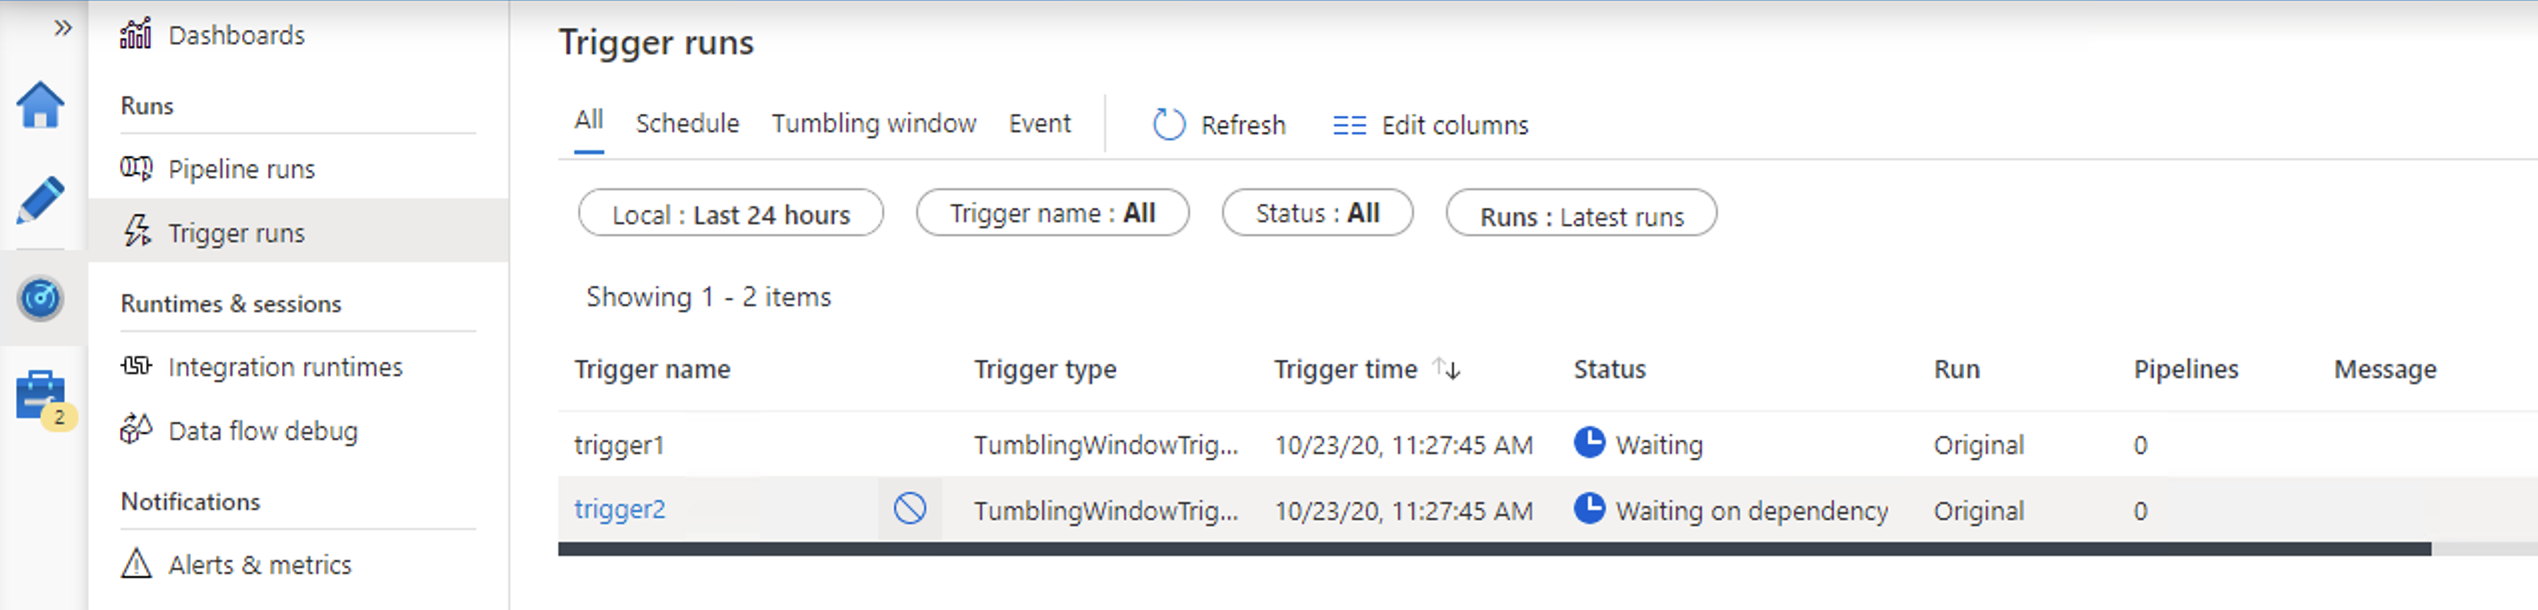 Dashboards
Runs
Pipeline runs
Trigger runs
Runtimes & sessions
Integration runtimes
Data flow debug
Notifications
Alerts & metrics
2
Trigger runs
All Schedule Tumbling window Event Refresh Edit columns
Local : Last 24 hours Trigger name : All Status : All Runs : Latest runs
Showing 1 - 2 items
Trigger name Trigger type Trigger time Status Run Pipelines Message
trigger1 TumblingWindowTrig... 10/23/20, 11:27:45 AM Waiting Original 0
trigger2 TumblingWindowTrig... 10/23/20, 11:27:45 AM Waiting on dependency Original 0